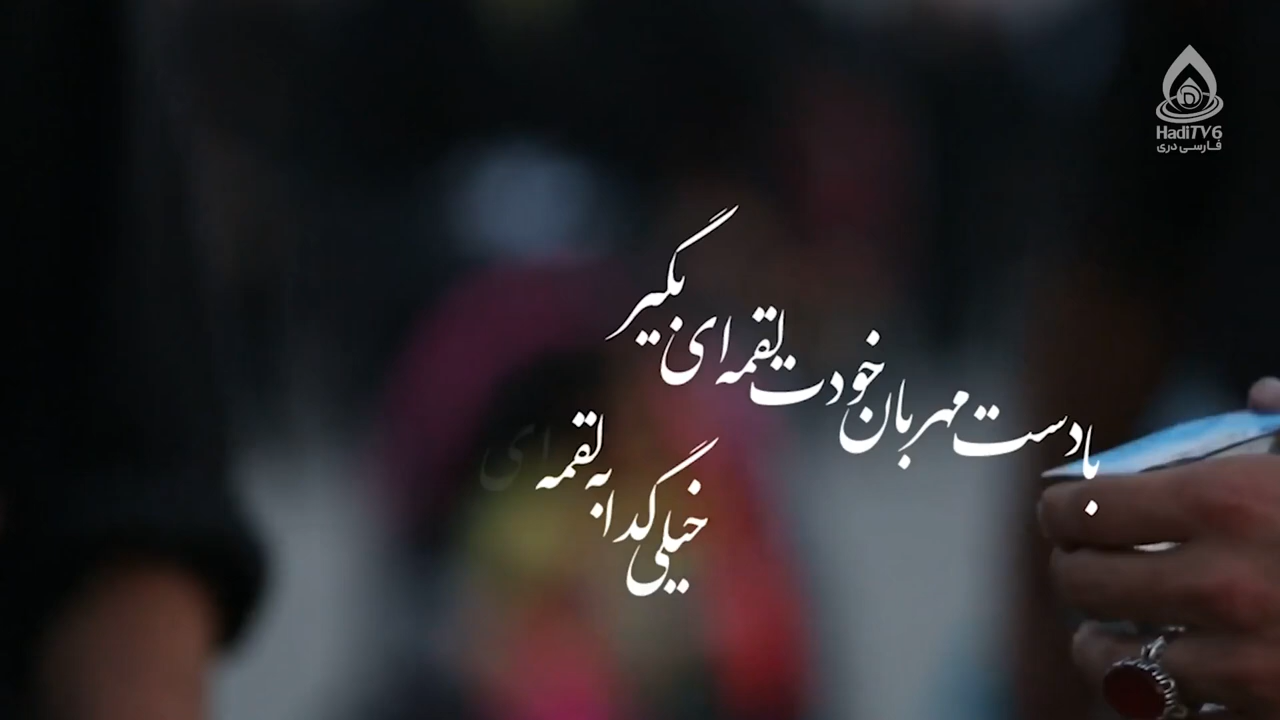 HadiTV6
فارسی دری
با دست مهربان خودت لقمه ای بگیر
خیلی گدا به لقمه ای